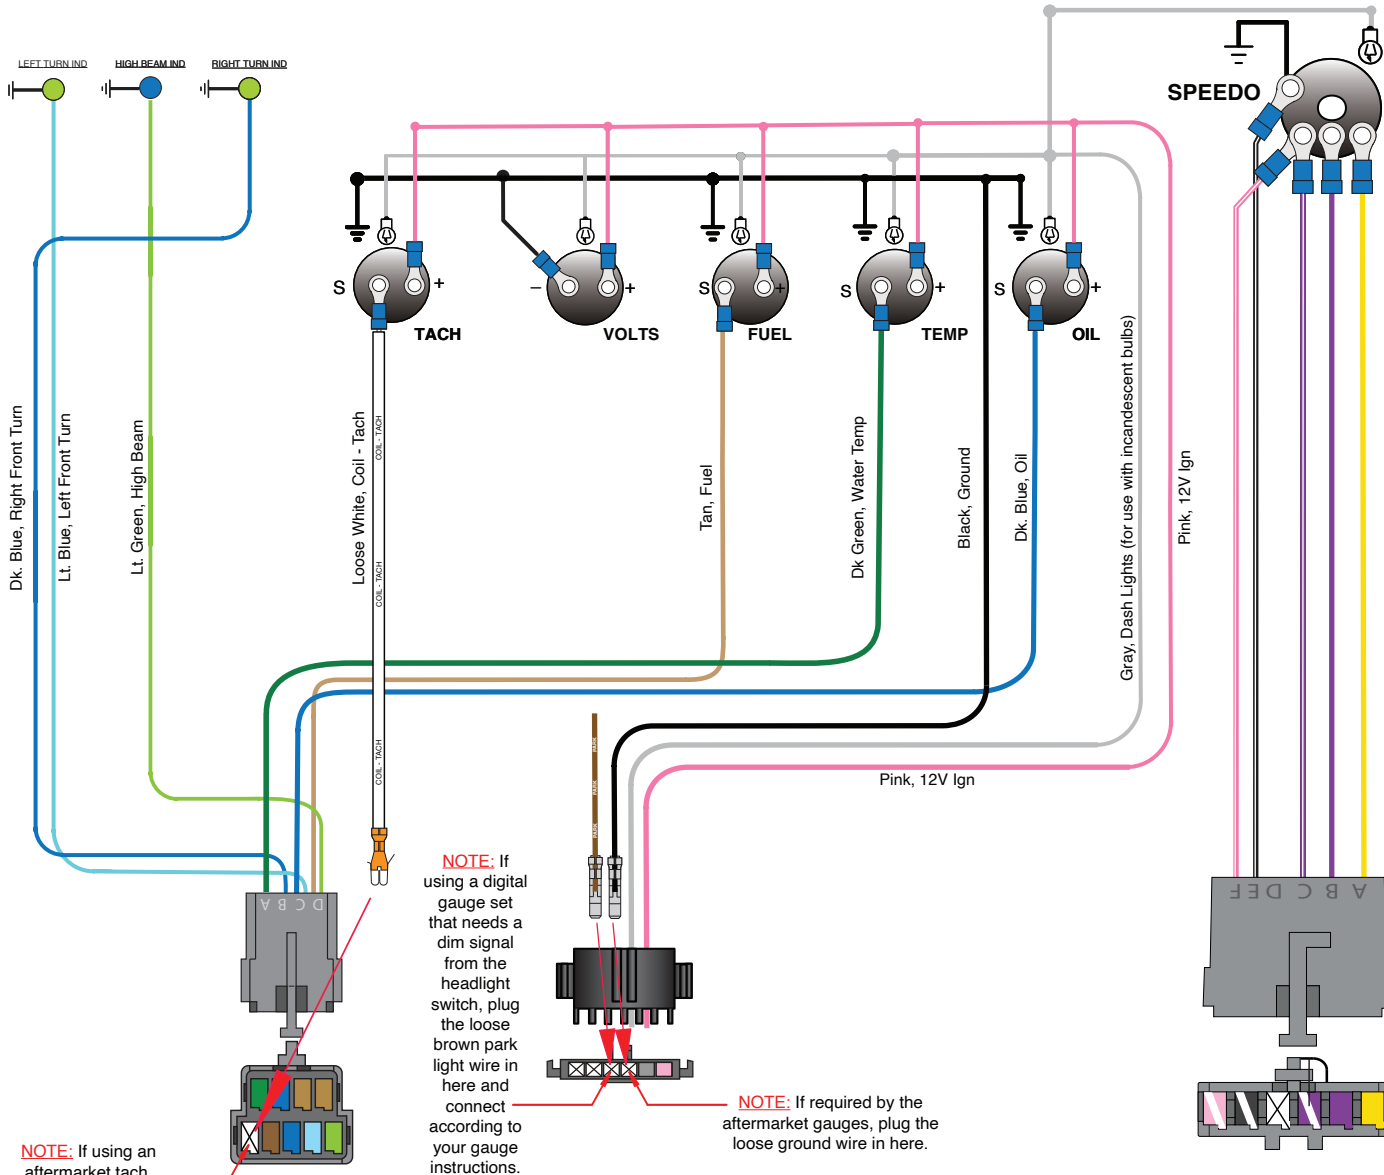 LEFT TURN IND
HIGH BEAM IND
RIGHT TURN IND
SPEEDO
S
+
TACH
−
+
VOLTS
S
+
FUEL
S
+
TEMP
S
+
OIL
Dk. Blue, Right Front Turn
Lt. Blue, Left Front Turn
Lt. Green, High Beam
Loose White, Coil - Tach
COIL - TACH
COIL - TACH
COIL - TACH
Tan, Fuel
Dk Green, Water Temp
Black, Ground
Dk. Blue, Oil
Gray, Dash Lights (for use with incandescent bulbs)
Pink, 12V Ign
Pink, 12V Ign
PARK
PARK
PARK
A B C D
F E D C B A
NOTE: If
using a digital
gauge set
that needs a
dim signal
from the
headlight
switch, plug
the loose
brown park
light wire in
here and
connect
according to
your gauge
instructions.
NOTE: If required by the
aftermarket gauges, plug the
loose ground wire in here.
NOTE: If using an
aftermarket tach